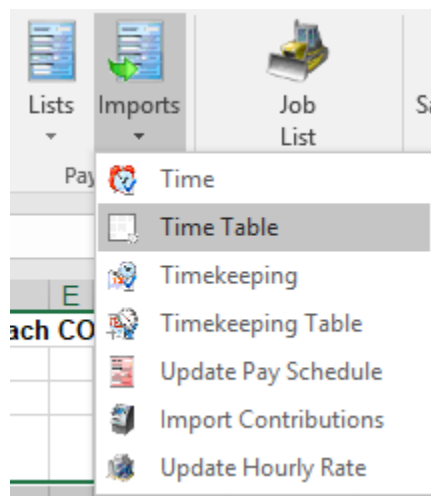 Lists
Imports
Job
List
Sa
Pay
Time
Time Table
E
Timekeeping
ach CO
Timekeeping Table
Update Pay Schedule
Import Contributions
Update Hourly Rate